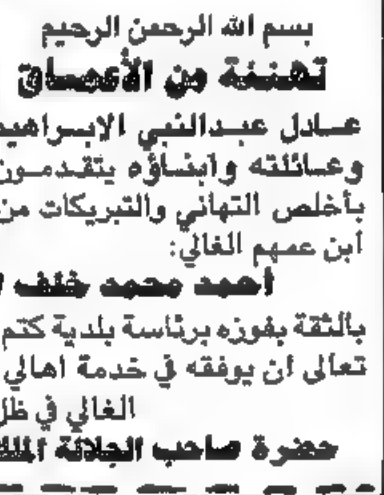 بسم الله الرحمن الرحيم
تهنئة من الأعماق
عادل عبدالنبي الابراهيم
وعائلته وابناؤه يتقدمون
بأخلص التهاني والتبريكات من
ابن عمهم الغالي:
احمد محمد خلف
بالثقة بفوزه برئاسة بلدية كتم
تعالى ان يوفقه في خدمة اهالي
الغالي في ظل
حضرة صاحب الجلالة الملك